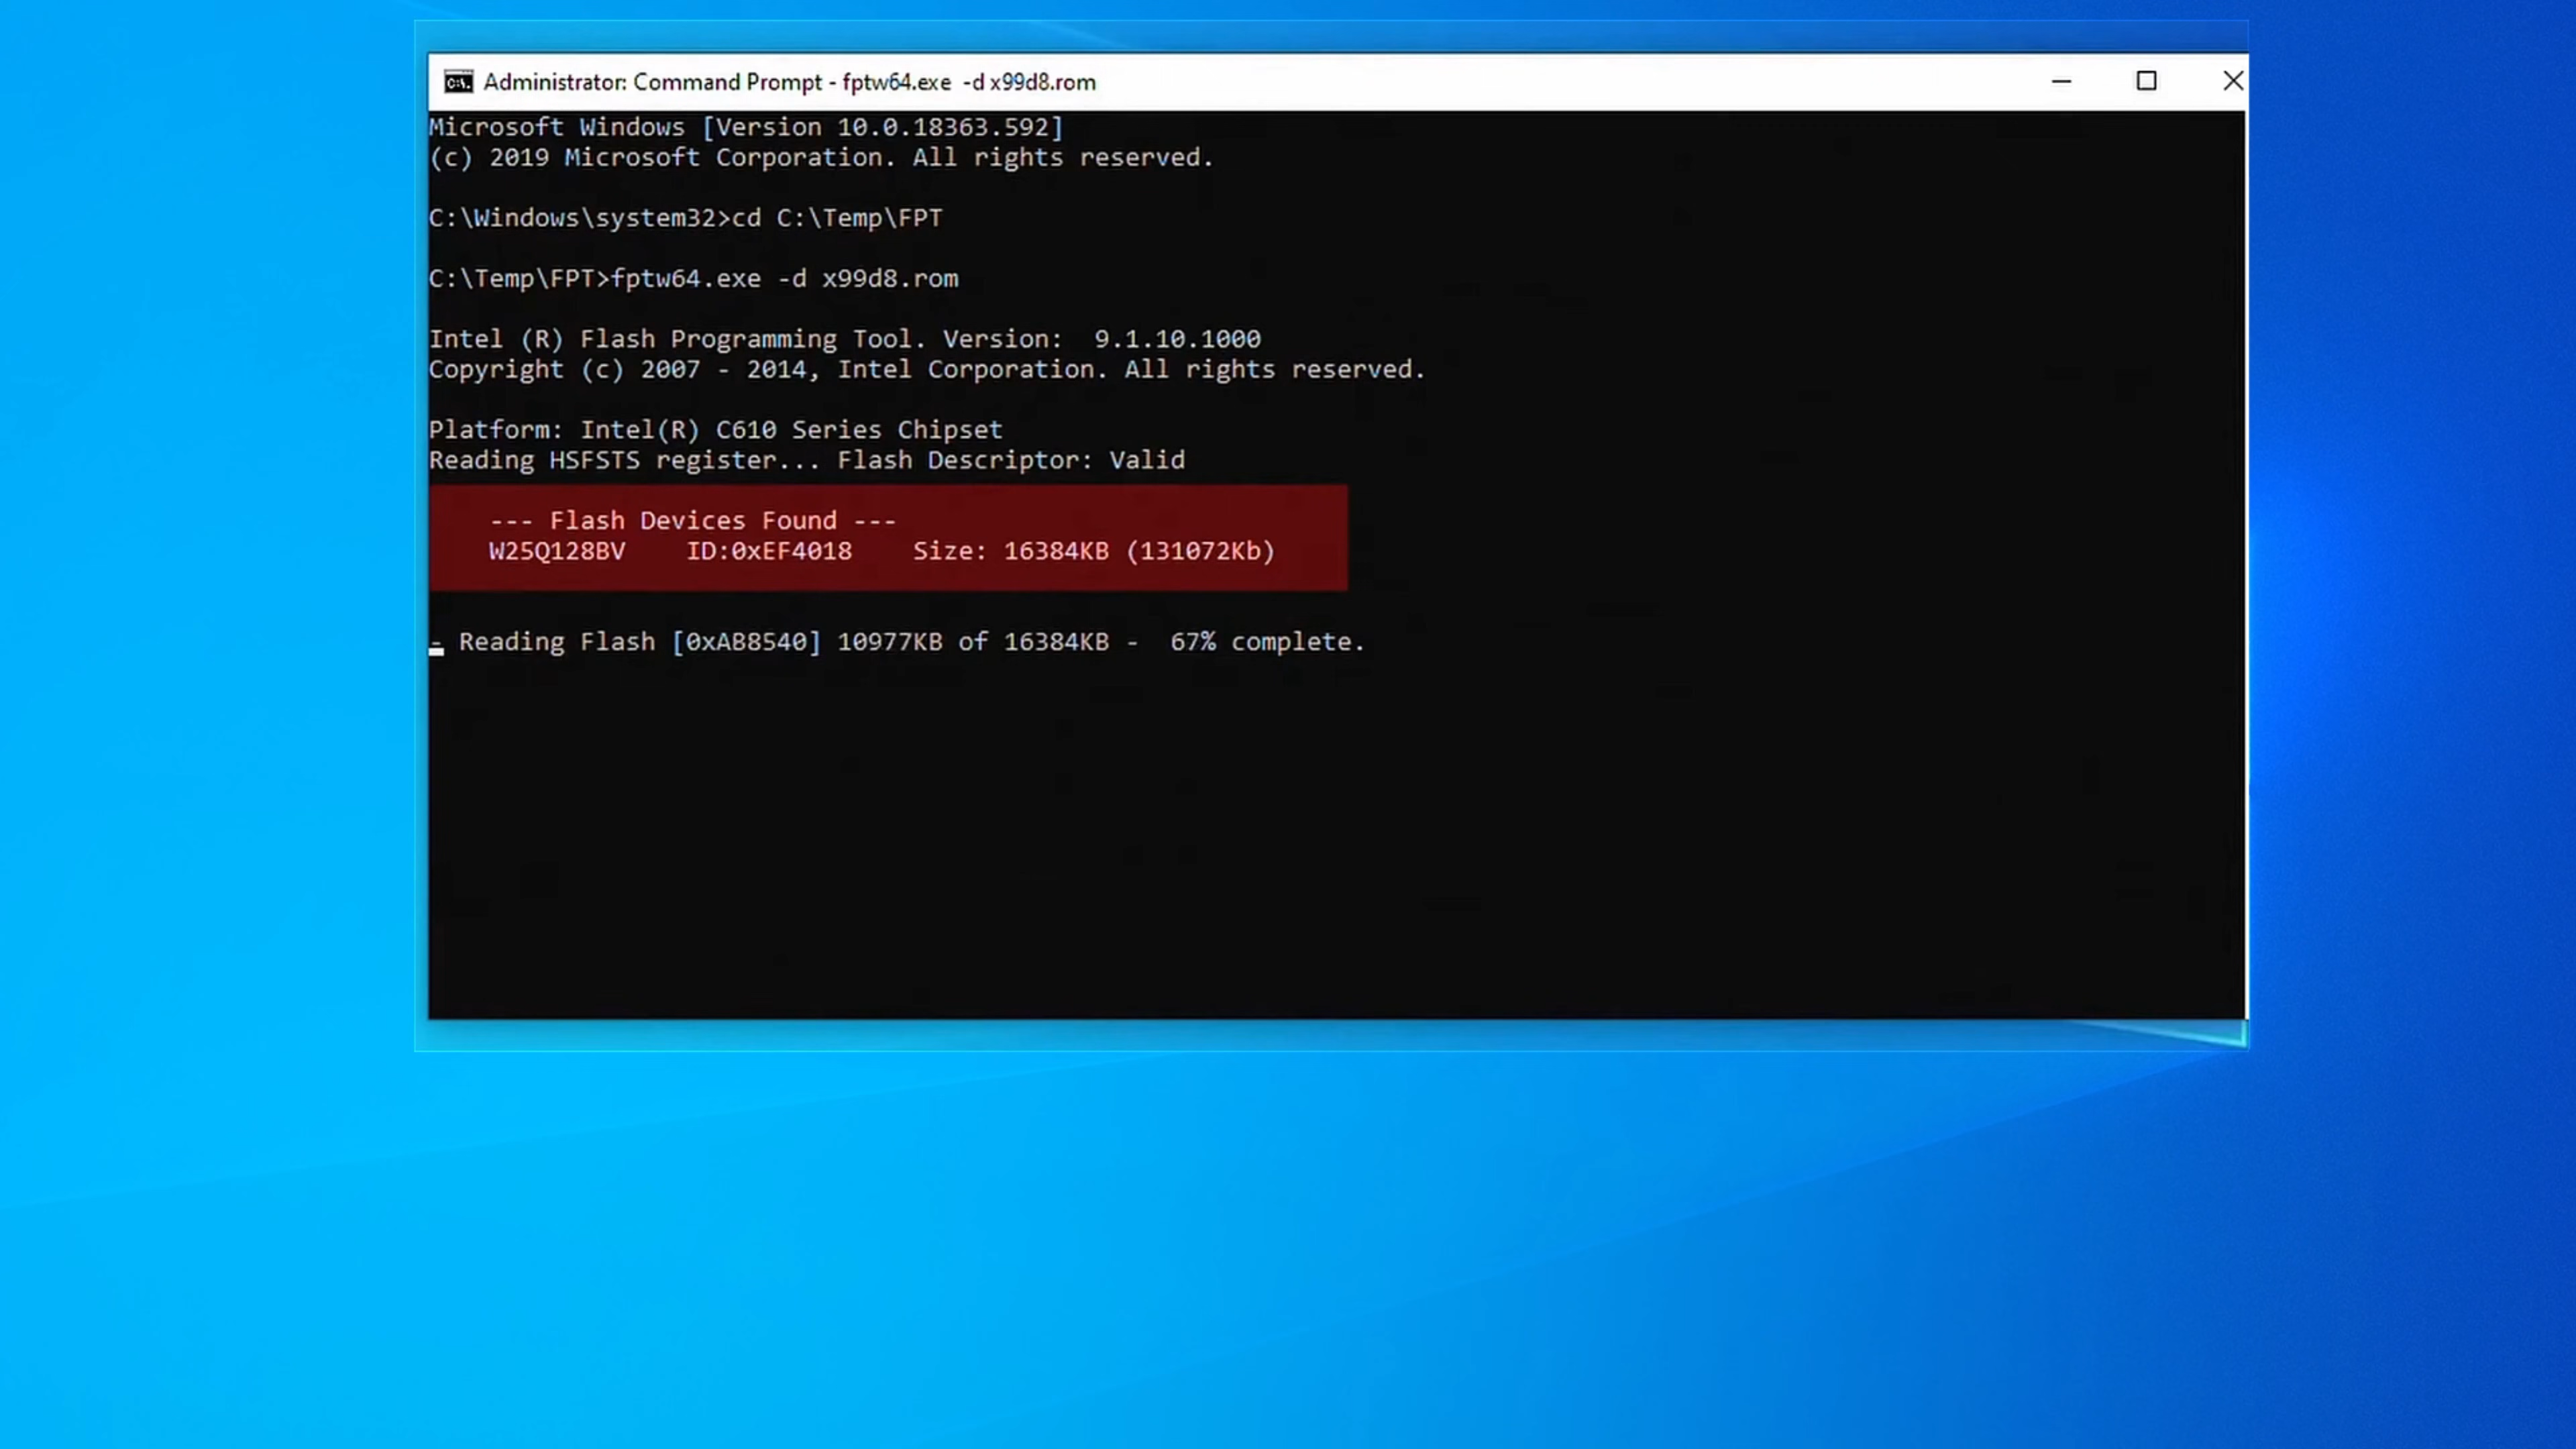 Administrator: Command Prompt - fptw64.exe  -d x99d8.rom
Microsoft Windows [Version 10.0.18363.592]
(c) 2019 Microsoft Corporation. All rights reserved.
C:\Windows\system32>cd C:\Temp\FPT
C:\Temp\FPT>fptw64.exe -d x99d8.rom
Intel (R) Flash Programming Tool. Version:  9.1.10.1000
Copyright (c) 2007 - 2014, Intel Corporation. All rights reserved.
Platform: Intel(R) C610 Series Chipset
Reading HSFSTS register... Flash Descriptor: Valid
--- Flash Devices Found ---
W25Q128BV    ID:0xEF4018    Size: 16384KB (131072Kb)
- Reading Flash [0xAB8540] 10977KB of 16384KB -  67% complete.